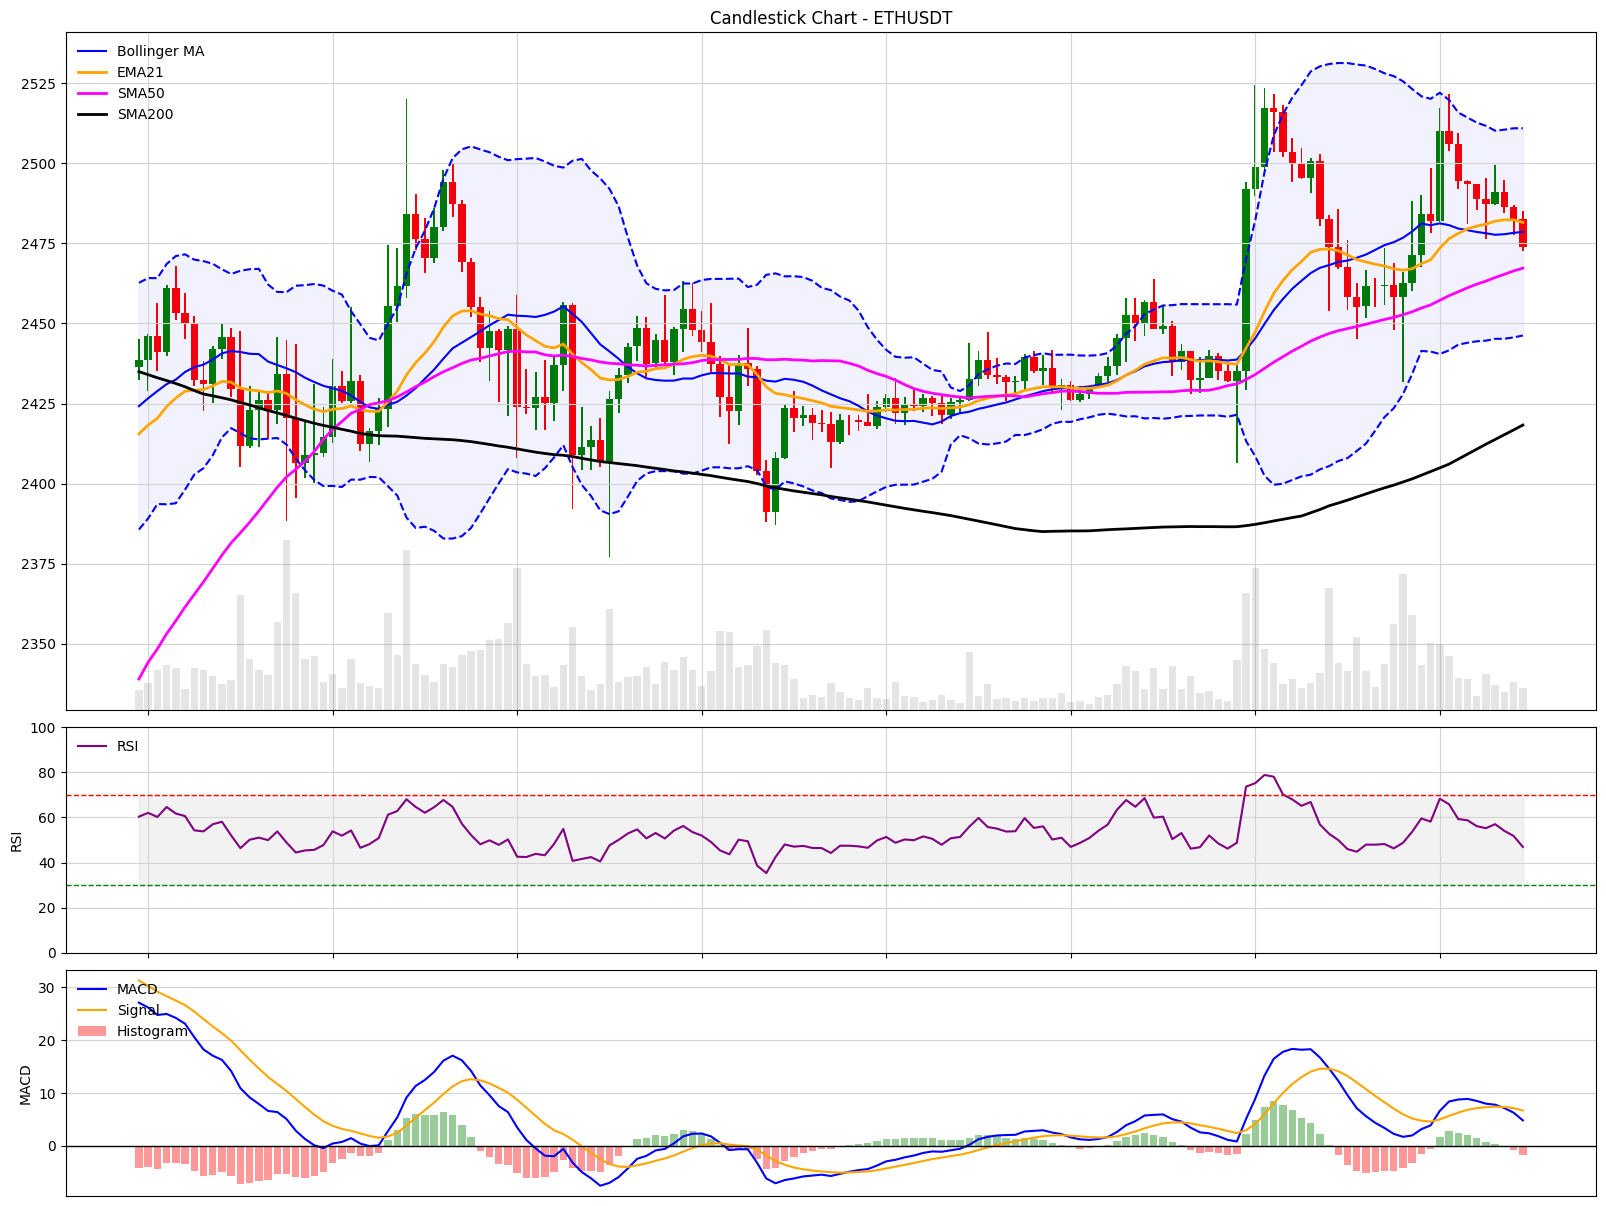 Candlestick Chart - ETHUSDT
Bollinger MA
EMA21
SMA50
SMA200
2525
2500
2475
2450
2425
2400
2375
2350
RSI
100
80
60
40
20
0
RSI
MACD
Signal
Histogram
30
20
10
0
MACD